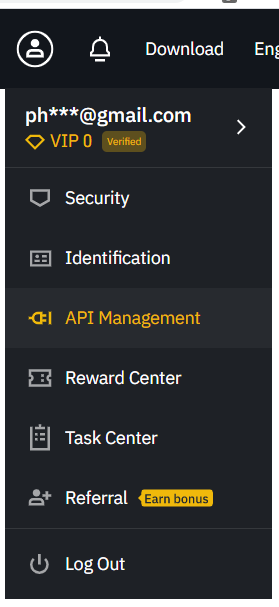 Download
ph***@gmail.com
VIP 0 Verified
Security
Identification
API Management
Reward Center
Task Center
Referral Earn bonus
Log Out